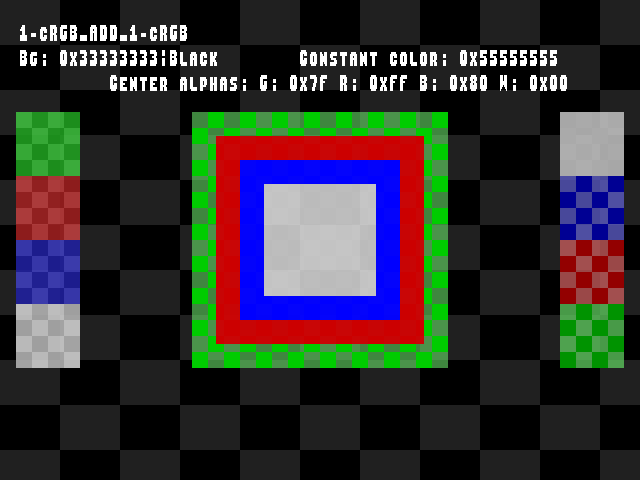 1-cRGB_ADD_1-cRGB
Bg: 0x33333333¦Black Constant color: 0x55555555
Center alphas: G: 0x7F R: 0xFF B: 0x80 W: 0x00